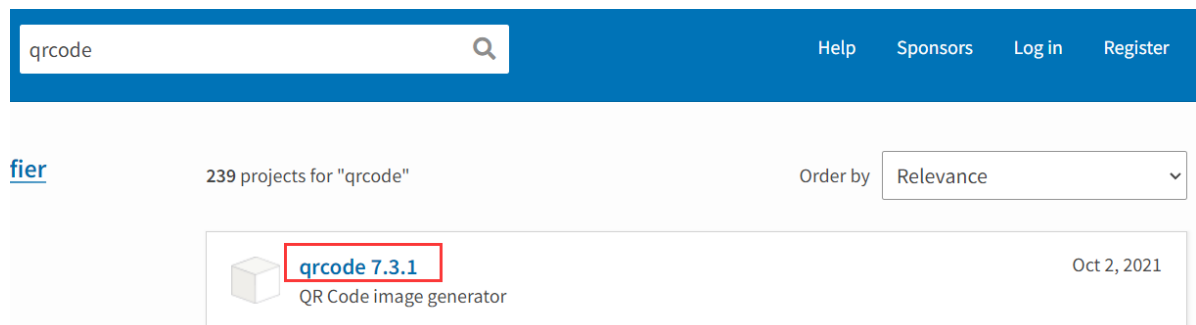 qrcode
Help Sponsors Log in Register
fier
239 projects for "qrcode"
Order by Relevance
qrcode 7.3.1
Oct 2, 2021
QR Code image generator